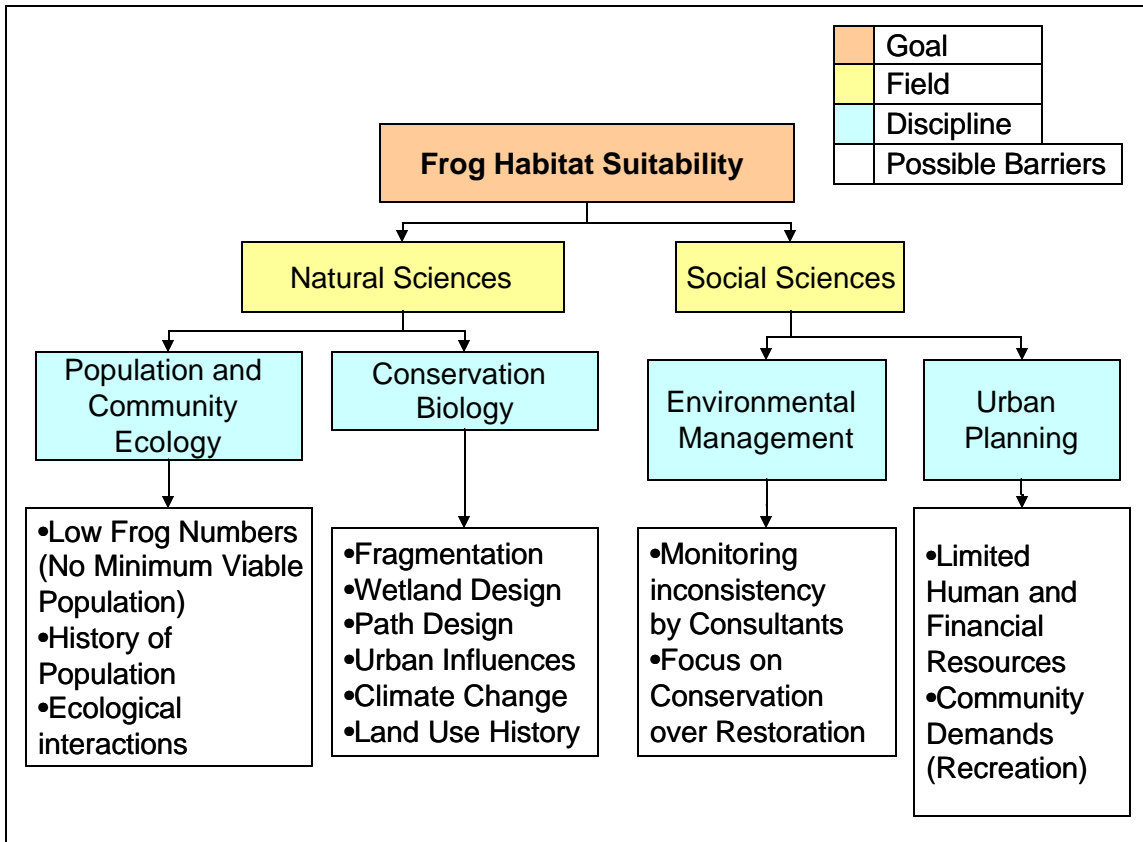 Goal
Field
Discipline
Possible Barriers
Frog Habitat Suitability
Natural Sciences
Social Sciences
Population and
Community
Ecology
Conservation
Biology
Environmental
Management
Urban
Planning
•Low Frog Numbers
(No Minimum Viable
Population)
•History of
Population
•Ecological
interactions
•Fragmentation
•Wetland Design
•Path Design
•Urban Influences
•Climate Change
•Land Use History
•Monitoring
inconsistency
by Consultants
•Focus on
Conservation
over Restoration
•Limited
Human and
Financial
Resources
•Community
Demands
(Recreation)